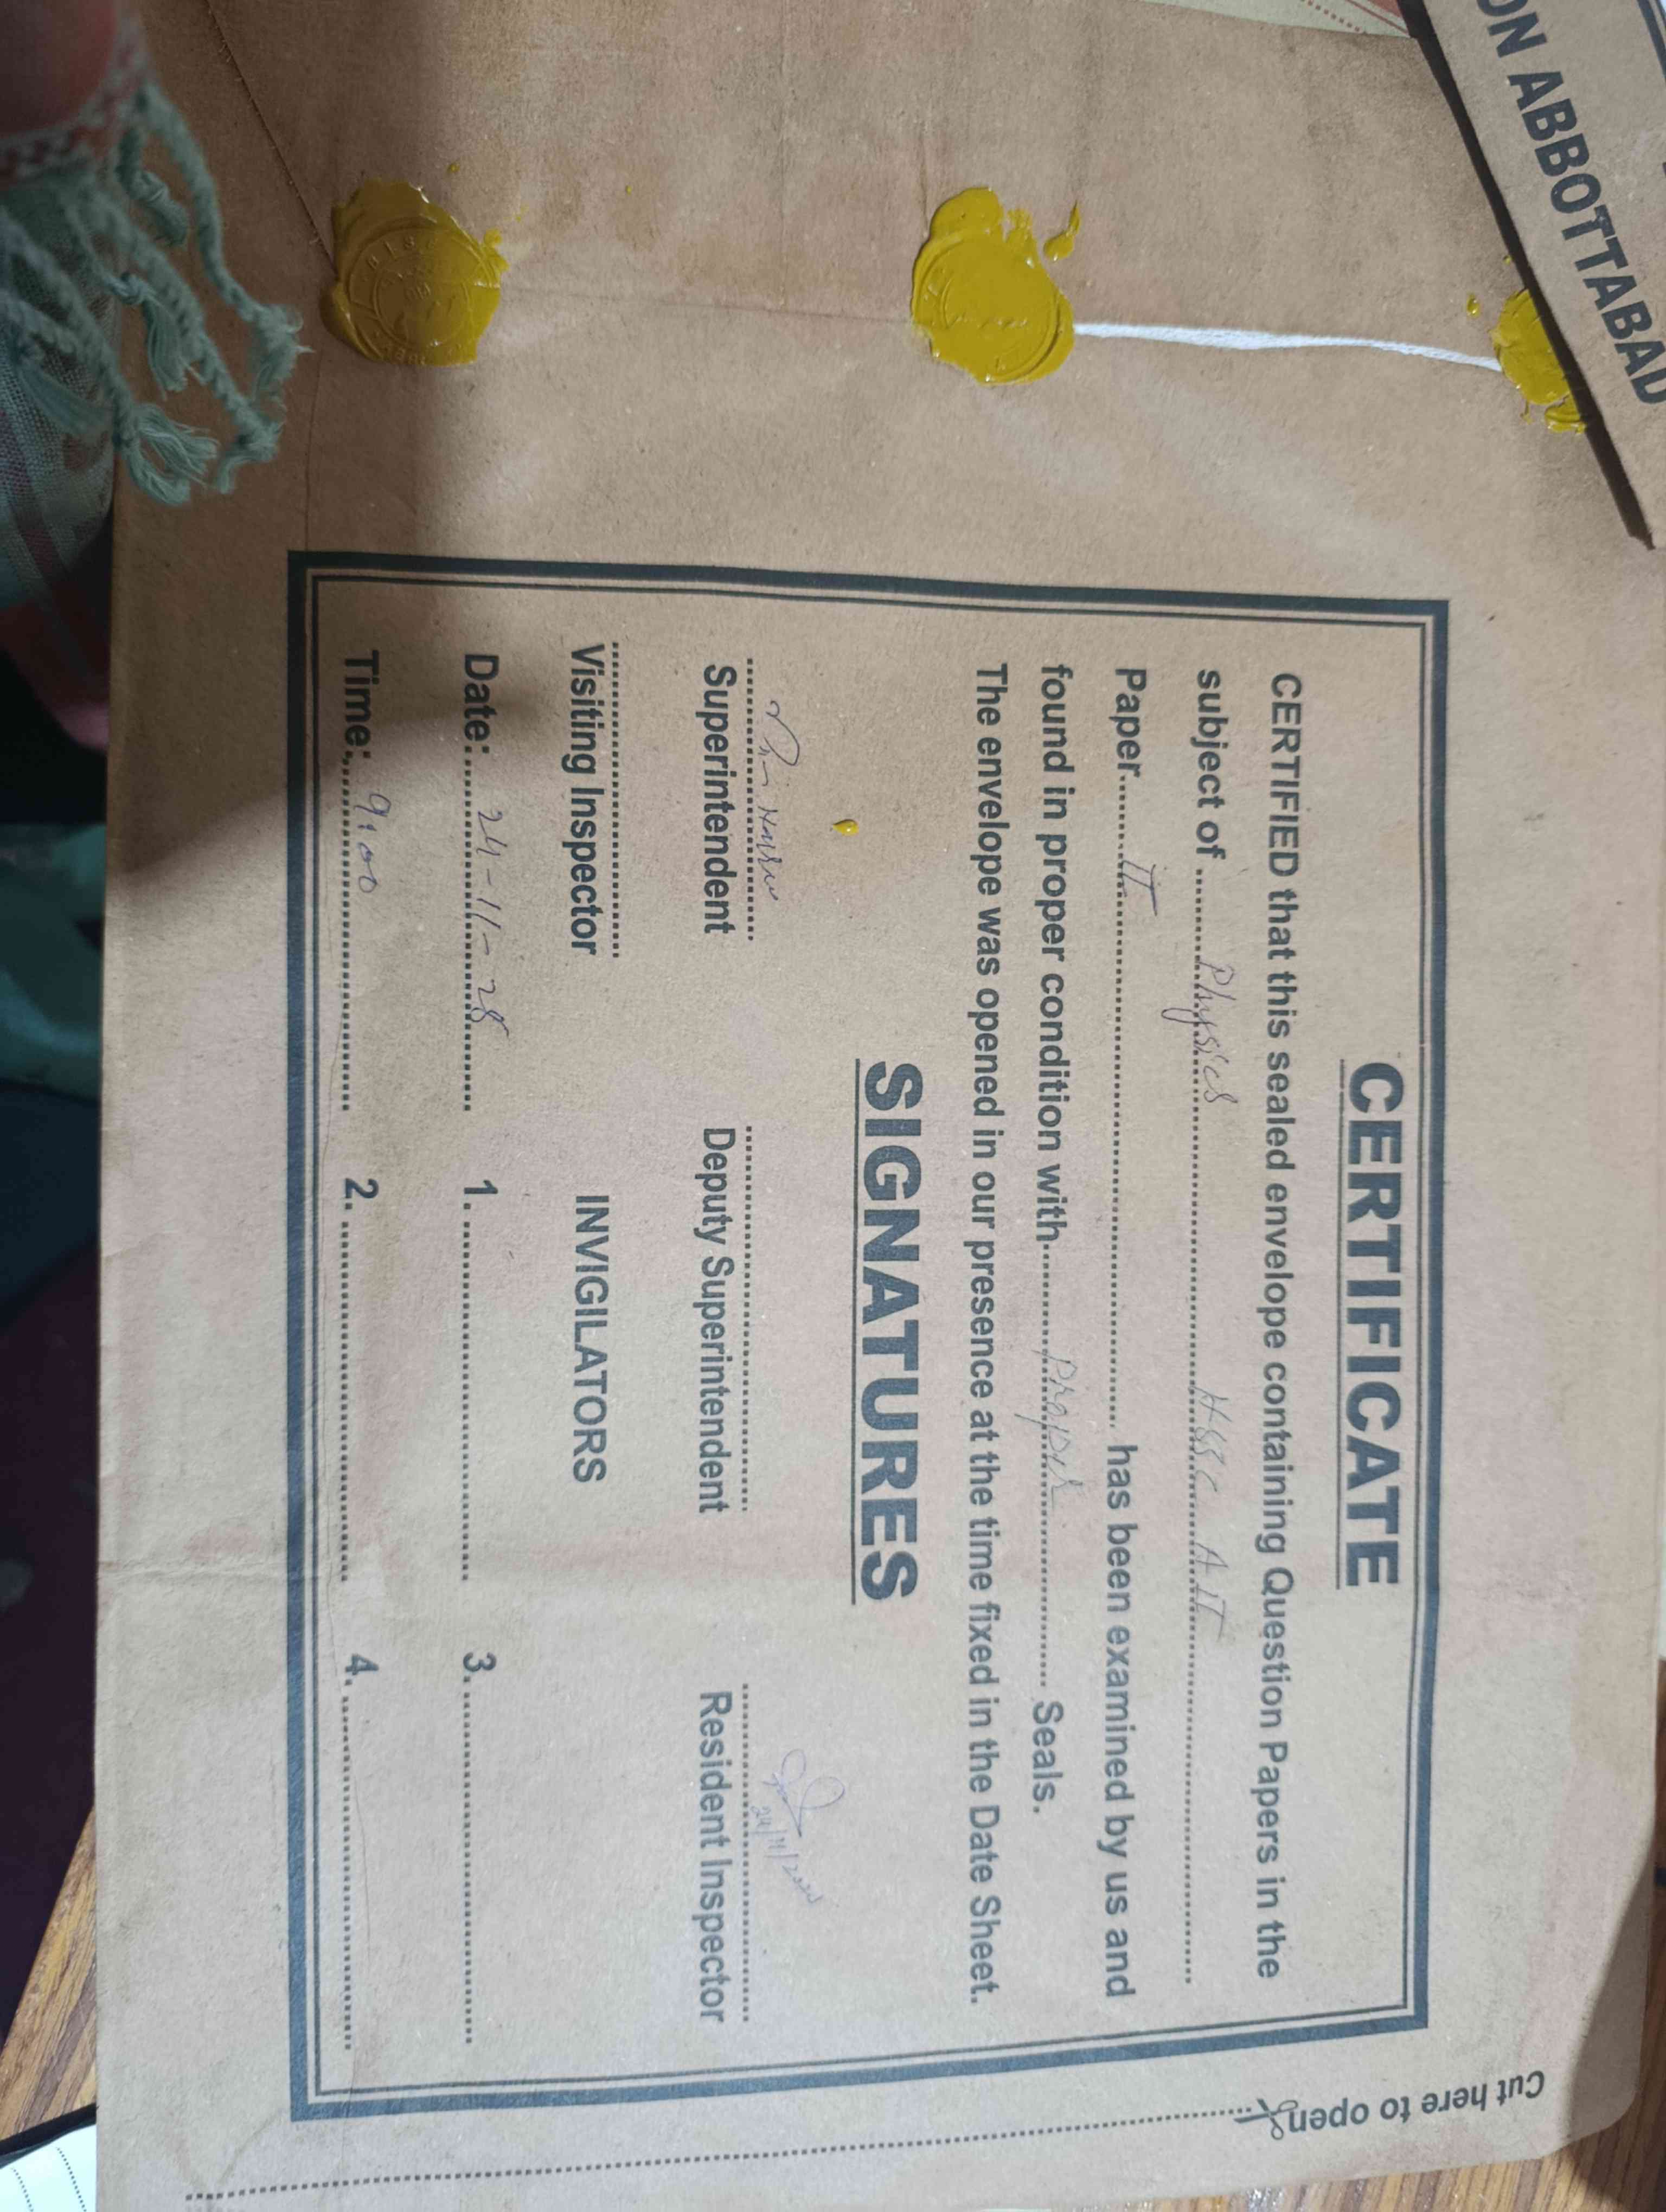 ON ABBOTTABAD
CERTIFICATE
CERTIFIED that this sealed envelope containing Question Papers in the
subject of ........ Physics ........ HSSC A II ........
Paper........ II ........ has been examined by us and
found in proper condition with........ proper ........ Seals.
The envelope was opened in our presence at the time fixed in the Date Sheet.
SIGNATURES
Superintendent Deputy Superintendent Resident Inspector
Visiting Inspector INVIGILATORS
Date: 24-11-25 1. ........ 3. ........
Time: 9:00 2. ........ 4. ........
Cut here to open